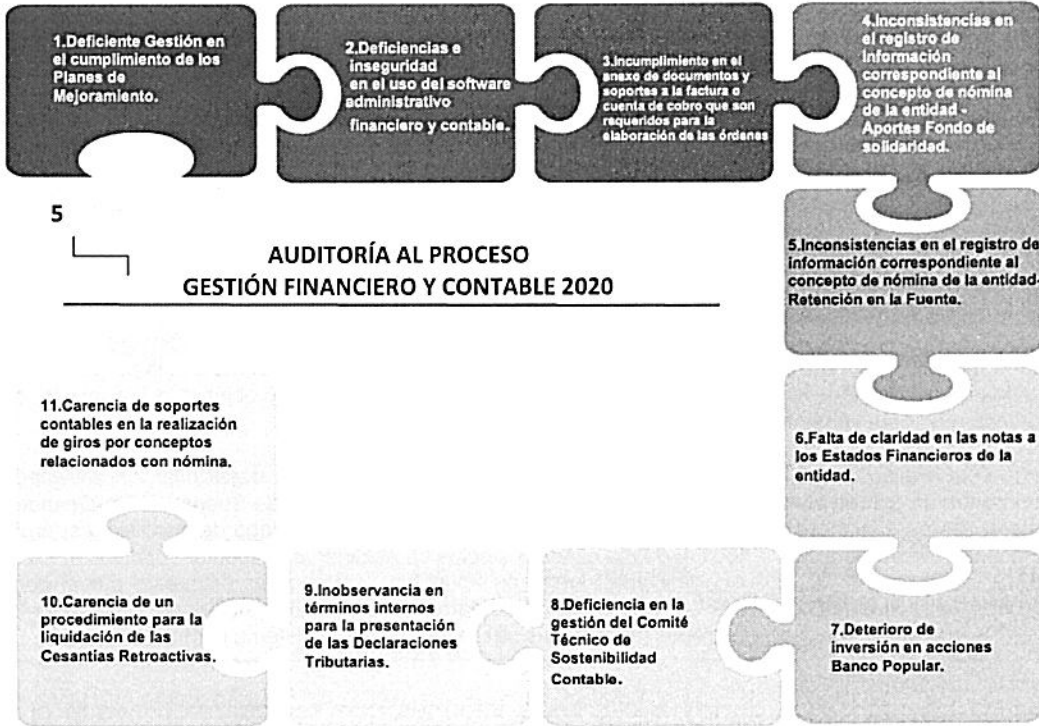 1.Deficiente Gestión en
el cumplimiento de los
Planes de
Mejoramiento.
2.Deficiencias e
inseguridad
en el uso del software
administrativo
financiero y contable.
3.Incumplimiento en el
anexo de documentos y
soportes a la factura o
cuenta de cobro que son
requeridos para la
elaboración de las órdenes
4.Inconsistencias en
el registro de
información
correspondiente al
concepto de nómina
de la entidad -
Aportes Fondo de
solidaridad.
5
AUDITORÍA AL PROCESO
GESTIÓN FINANCIERO Y CONTABLE 2020
5.Inconsistencias en el registro de
información correspondiente al
concepto de nómina de la entidad-
Retención en la Fuente.
6.Falta de claridad en las notas a
los Estados Financieros de la
entidad.
7.Deterioro de
inversión en acciones
Banco Popular.
8.Deficiencia en la
gestión del Comité
Técnico de
Sostenibilidad
Contable.
9.Inobservancia en
términos internos
para la presentación
de las Declaraciones
Tributarias.
10.Carencia de un
procedimiento para la
liquidación de las
Cesantías Retroactivas.
11.Carencia de soportes
contables en la realización
de giros por conceptos
relacionados con nómina.